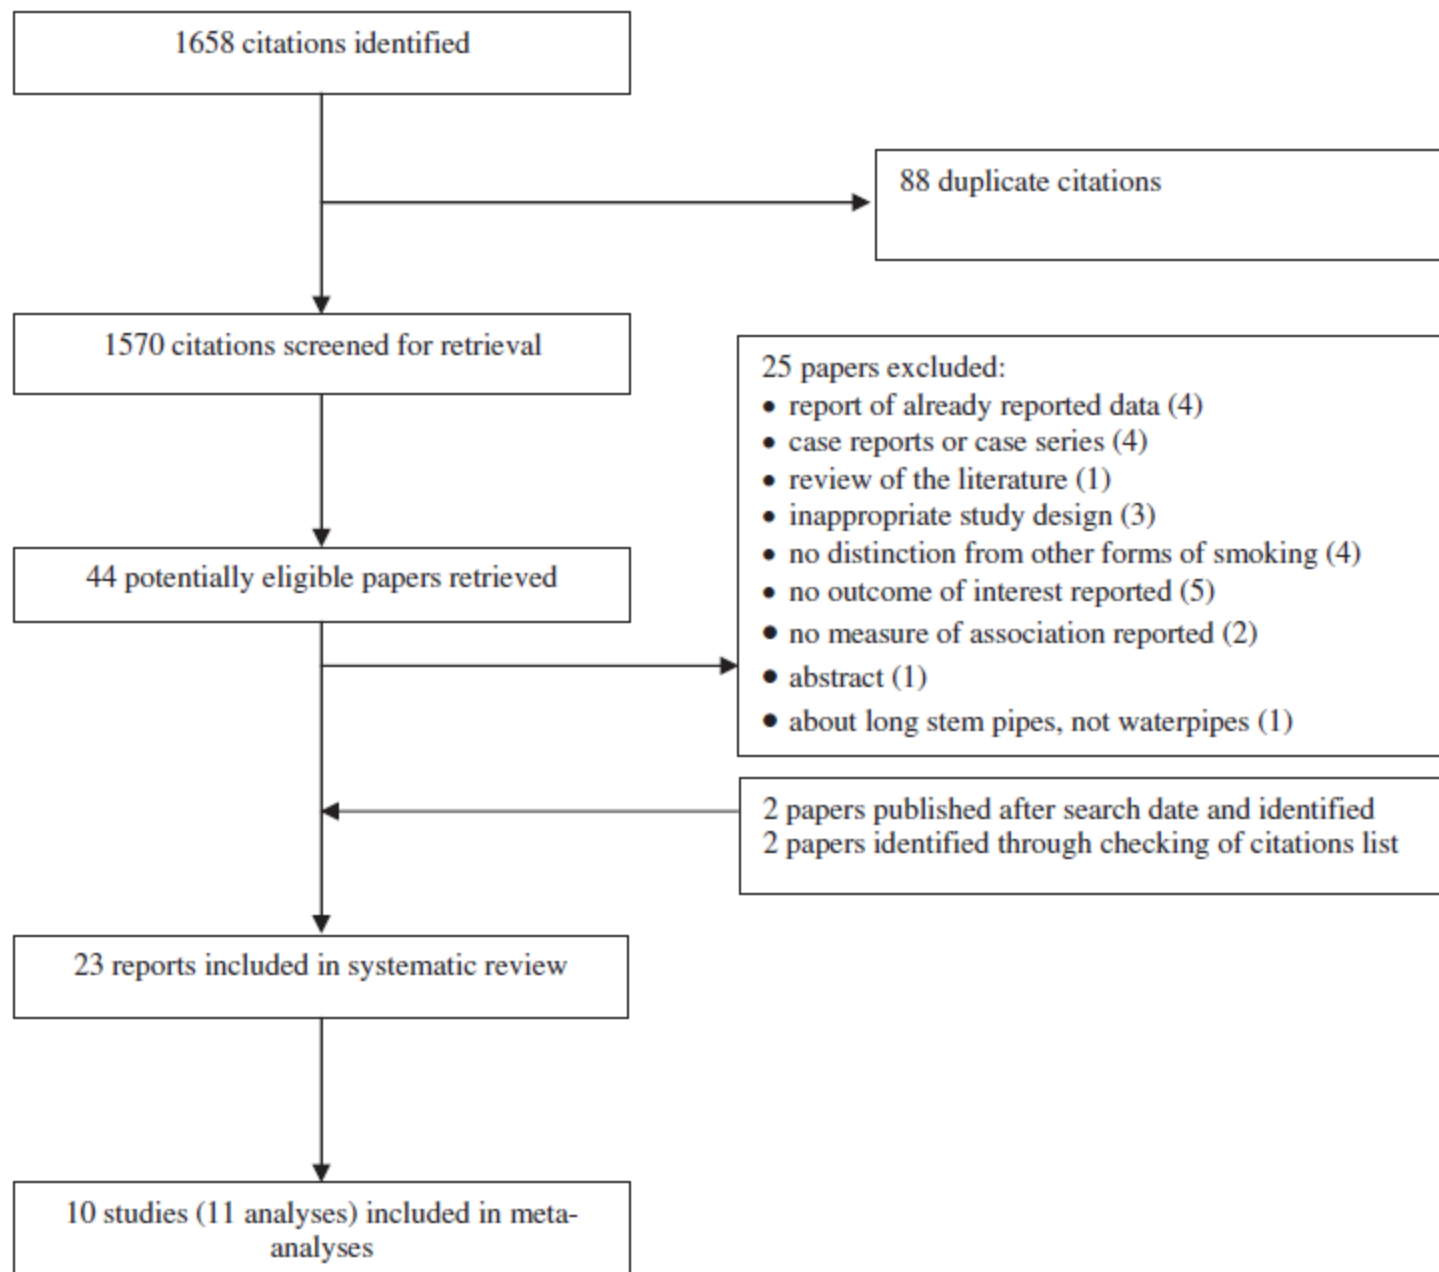 1658 citations identified
88 duplicate citations
1570 citations screened for retrieval
25 papers excluded:
• report of already reported data (4)
• case reports or case series (4)
• review of the literature (1)
• inappropriate study design (3)
• no distinction from other forms of smoking (4)
• no outcome of interest reported (5)
• no measure of association reported (2)
• abstract (1)
• about long stem pipes, not waterpipes (1)
44 potentially eligible papers retrieved
2 papers published after search date and identified
2 papers identified through checking of citations list
23 reports included in systematic review
10 studies (11 analyses) included in meta-
analyses